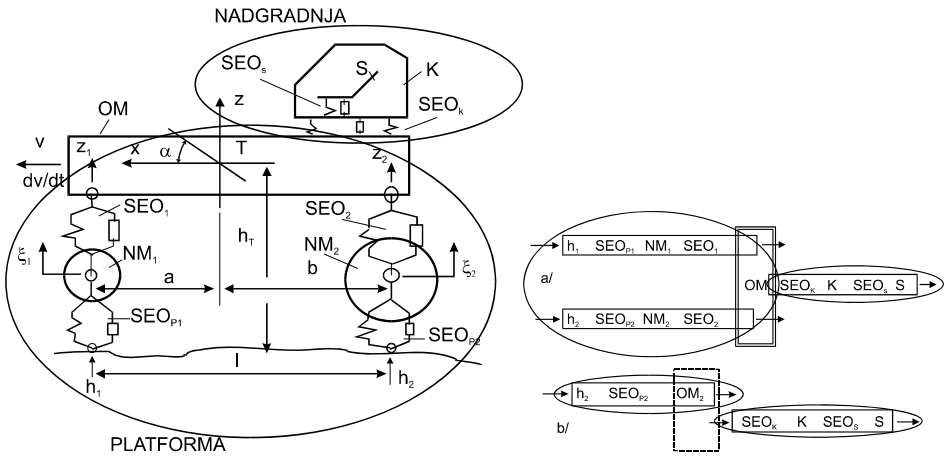 NADGRADNJA
SEOs
S
K
SEOk
z
OM
v
z1
x
α
T
z2
dv/dt
SEO1
SEO2
hT
ξ1
NM1
NM2
ξ2
a
b
SEOP1
SEOP2
l
h1
h2
PLATFORMA
h1 SEOP1 NM1 SEO1
a/
OM SEOK K SEOs S
h2 SEOP2 NM2 SEO2
h2 SEOP2 OM2
b/
SEOK K SEOS S